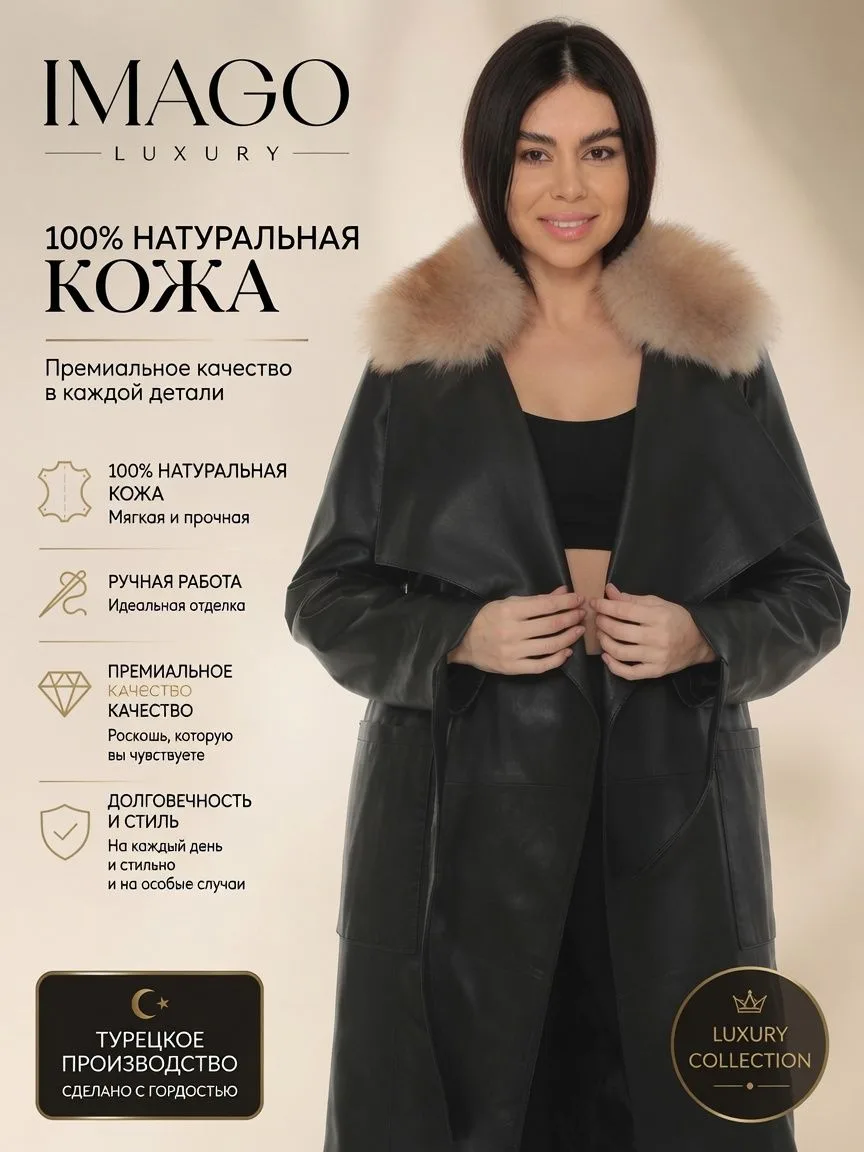 IMAGO
LUXURY
100% НАТУРАЛЬНАЯ
КОЖА
Премиальное качество
в каждой детали
100% НАТУРАЛЬНАЯ
КОЖА
Мягкая и прочная
РУЧНАЯ РАБОТА
Идеальная отделка
ПРЕМИАЛЬНОЕ
КАЧЕСТВО
КАЧЕСТВО
Роскошь, которую
вы чувствуете
ДОЛГОВЕЧНОСТЬ
И СТИЛЬ
На каждый день
и стильно
и на особые случаи
ТУРЕЦКОЕ
ПРОИЗВОДСТВО
СДЕЛАНО С ГОРДОСТЬЮ
LUXURY
COLLECTION